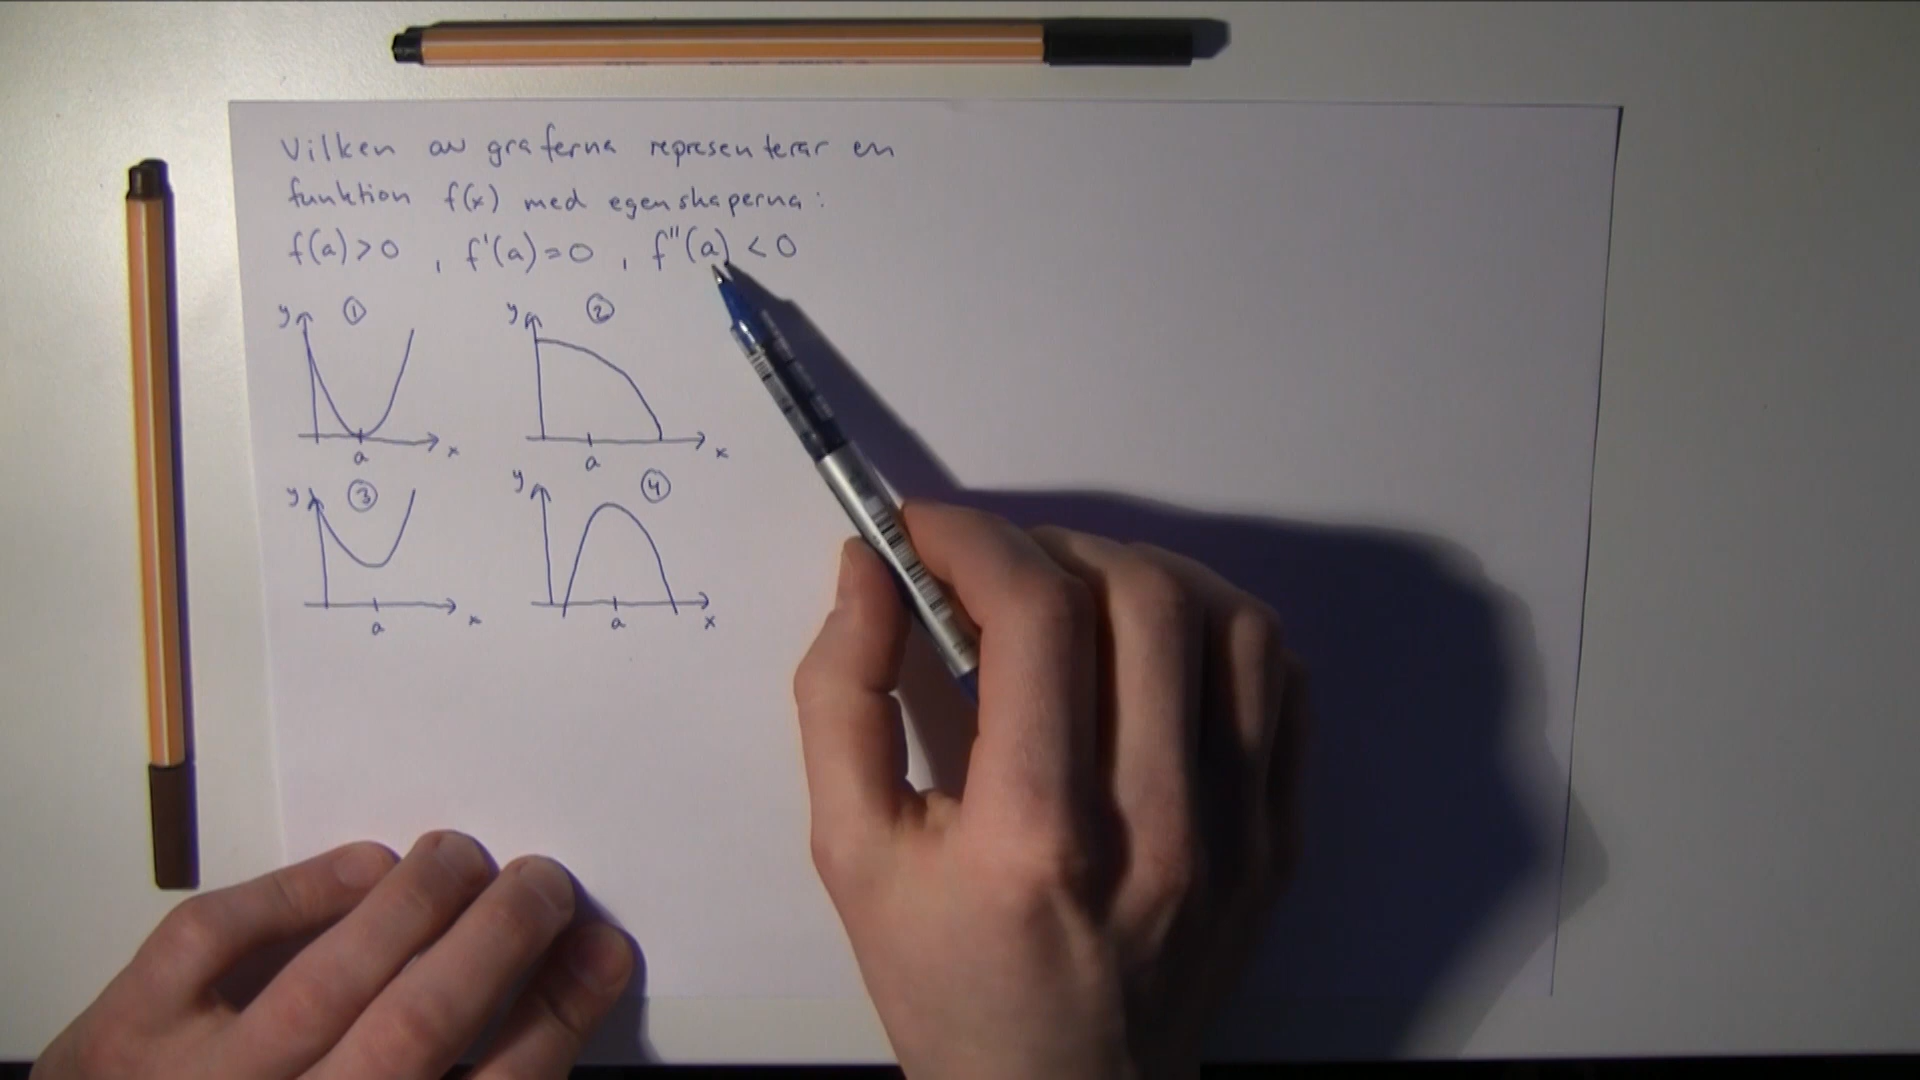 Vilken av graferna representerar en
funktion f(x) med egenskaperna:
f(a)>0, f'(a)=0, f''(a)<0
y ① y ②
x x
a a
y ③ y ④
a x a x